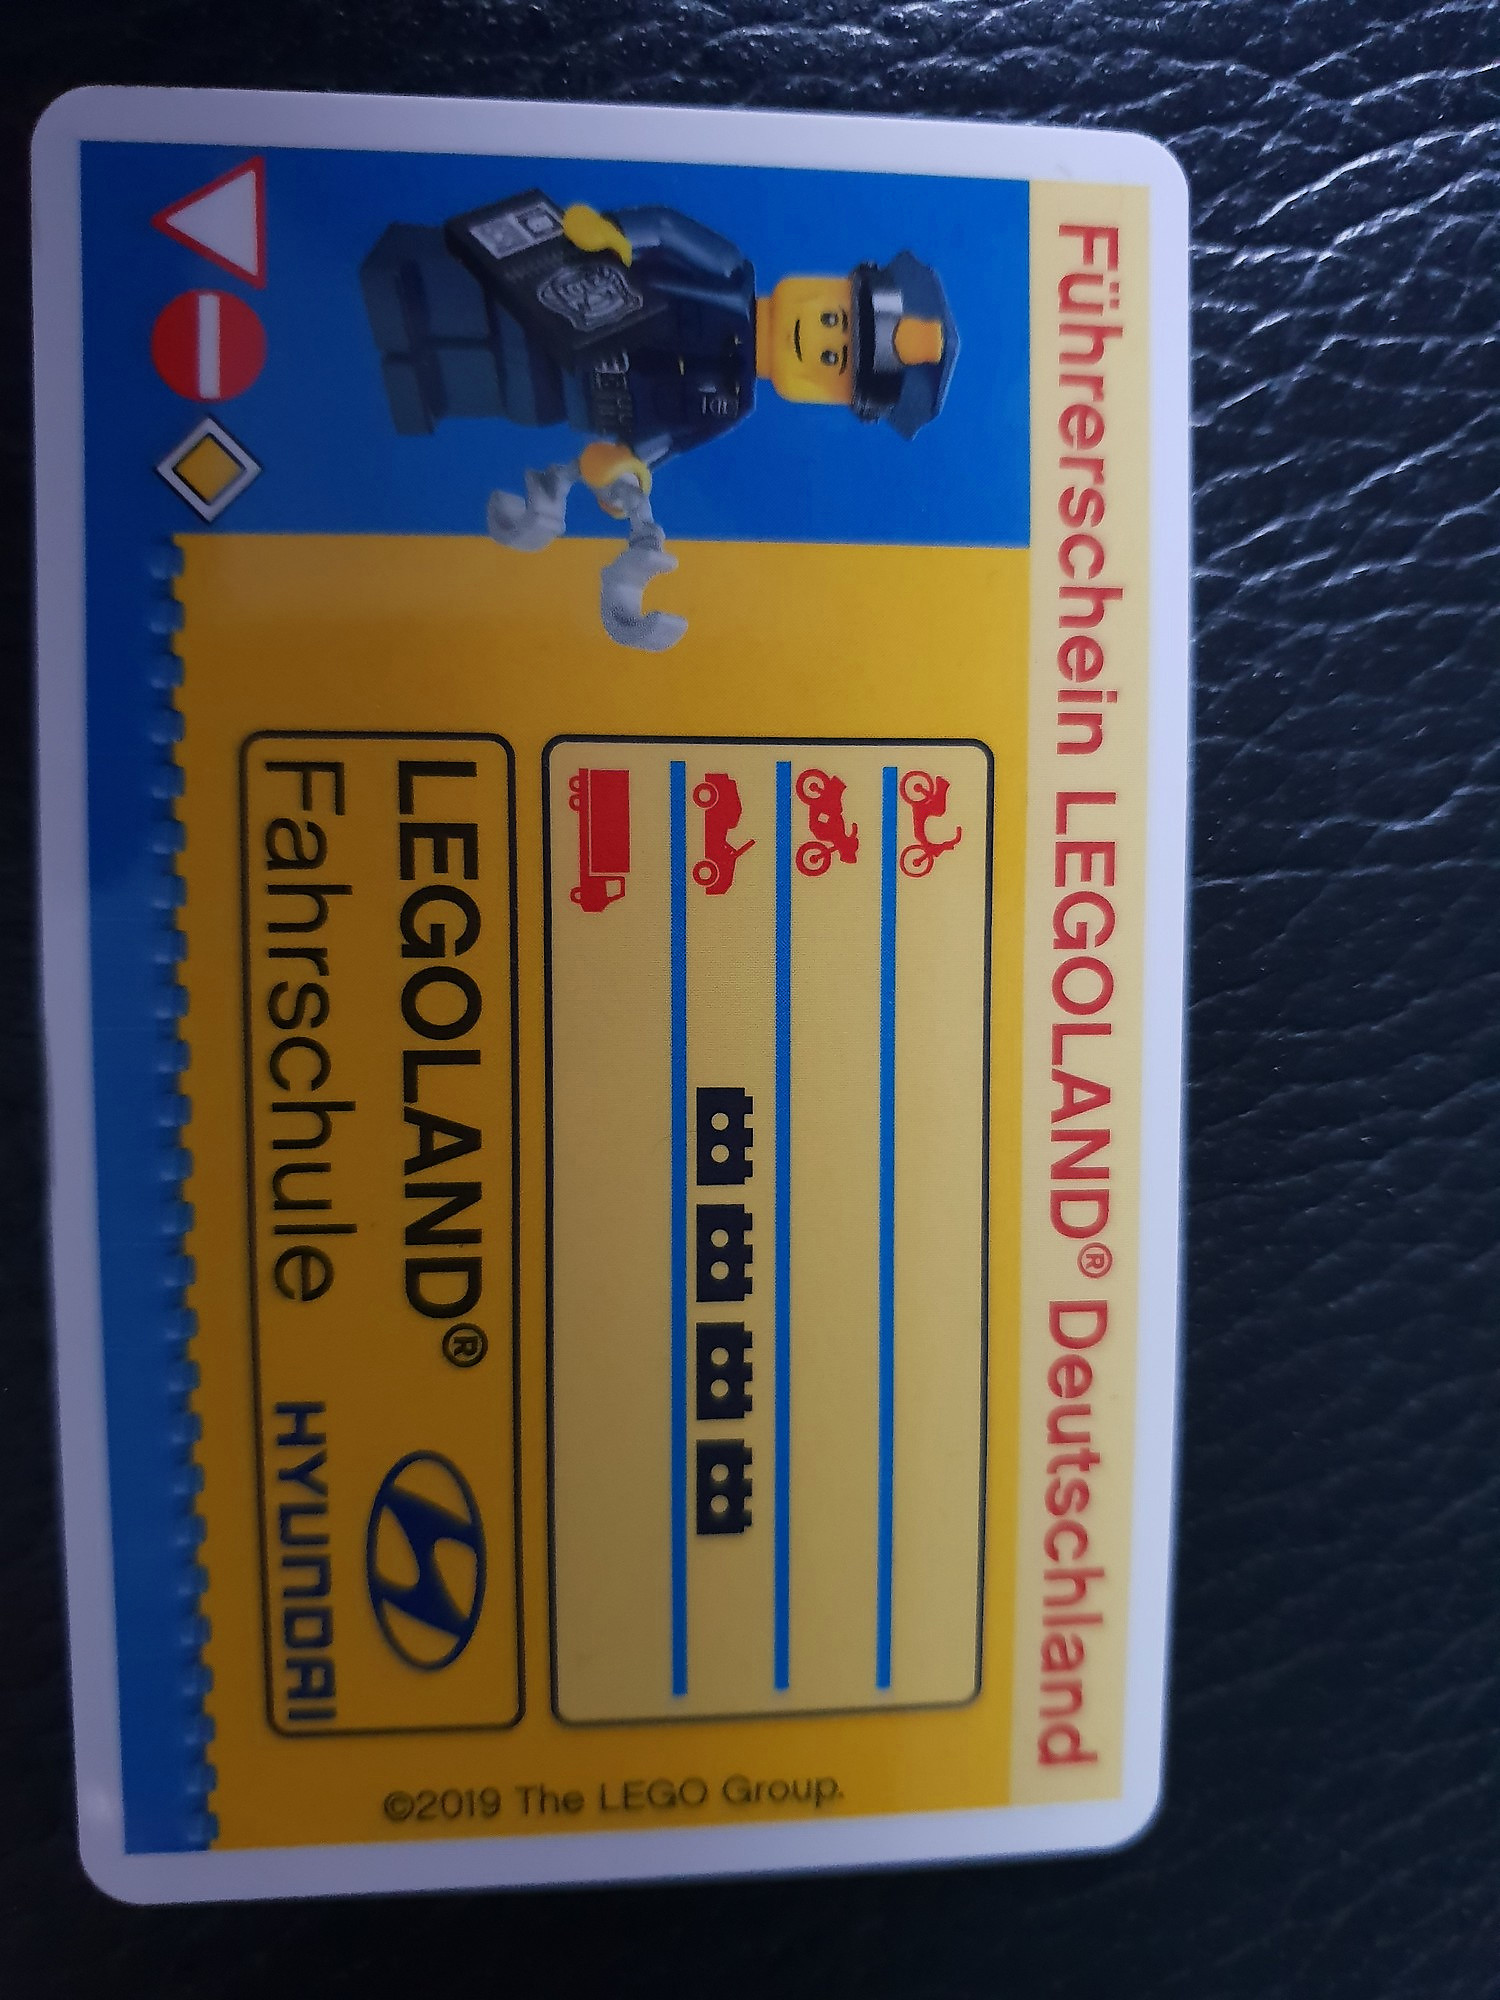 Führerschein LEGOLAND® Deutschland
LEGOLAND®
Fahrschule
HYUNDAI
©2019 The LEGO Group.